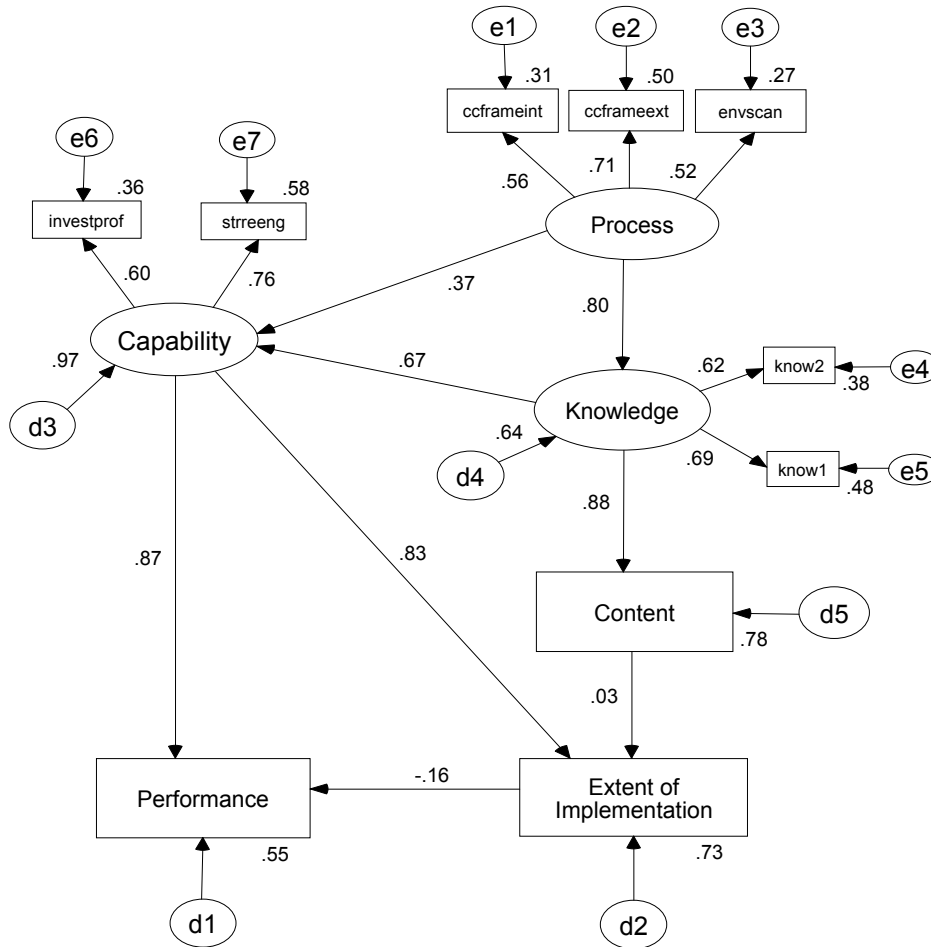 e1
e2
e3
.31
.50
.27
ccframeint
ccframeext
envscan
e6
e7
.36
.58
investprof
strreeng
.56
.71
.52
Process
.60
.76
.37
.80
Capability
.97
.67
.62
know2
.38
e4
d3
Knowledge
.64
d4
.69
know1
.48
e5
.88
.87
.83
Content
d5
.78
.03
Performance
-.16
Extent of
Implementation
.55
.73
d1
d2